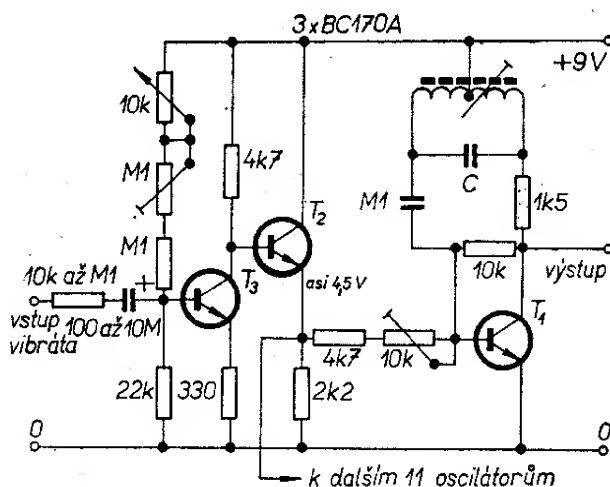 3xBC170A
+9V
10k
M1
M1
4k7
T2
asi 4,5 V
T3
10k až M1
+
vstup
vibráta
100 až 10M
22k
330
2k2
4k7
10k
M1
C
1k5
10k
výstup
T1
0
0
k dalším 11 oscilátorům